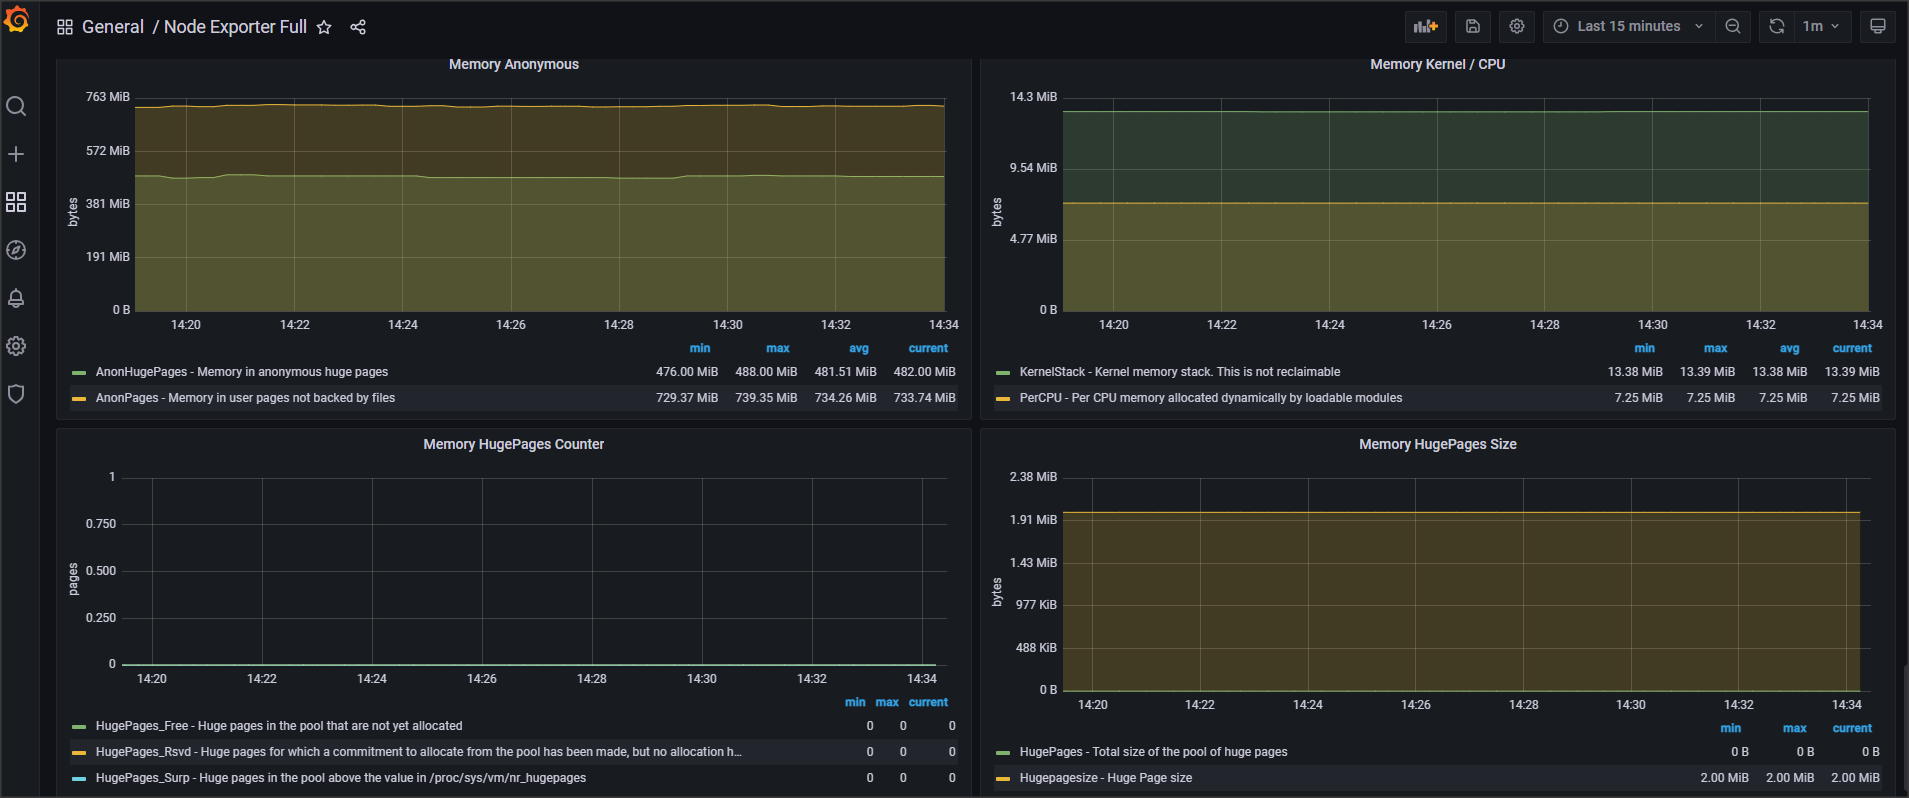 General / Node Exporter Full
Last 15 minutes
1m
Memory Anonymous
763 MiB
572 MiB
381 MiB
191 MiB
0 B
bytes
14:20 14:22 14:24 14:26 14:28 14:30 14:32 14:34
min max avg current
AnonHugePages - Memory in anonymous huge pages 476.00 MiB 488.00 MiB 481.51 MiB 482.00 MiB
AnonPages - Memory in user pages not backed by files 729.37 MiB 739.35 MiB 734.26 MiB 733.74 MiB
Memory Kernel / CPU
14.3 MiB
9.54 MiB
4.77 MiB
0 B
bytes
14:20 14:22 14:24 14:26 14:28 14:30 14:32 14:34
min max avg current
KernelStack - Kernel memory stack. This is not reclaimable 13.38 MiB 13.39 MiB 13.38 MiB 13.39 MiB
PerCPU - Per CPU memory allocated dynamically by loadable modules 7.25 MiB 7.25 MiB 7.25 MiB 7.25 MiB
Memory HugePages Counter
1
0.750
0.500
0.250
0
pages
14:20 14:22 14:24 14:26 14:28 14:30 14:32 14:34
min max current
HugePages_Free - Huge pages in the pool that are not yet allocated 0 0 0
HugePages_Rsvd - Huge pages for which a commitment to allocate from the pool has been made, but no allocation h... 0 0 0
HugePages_Surp - Huge pages in the pool above the value in /proc/sys/vm/nr_hugepages 0 0 0
Memory HugePages Size
2.38 MiB
1.91 MiB
1.43 MiB
977 KiB
488 KiB
0 B
bytes
14:20 14:22 14:24 14:26 14:28 14:30 14:32 14:34
min max current
HugePages - Total size of the pool of huge pages 0 B 0 B 0 B
Hugepagesize - Huge Page size 2.00 MiB 2.00 MiB 2.00 MiB